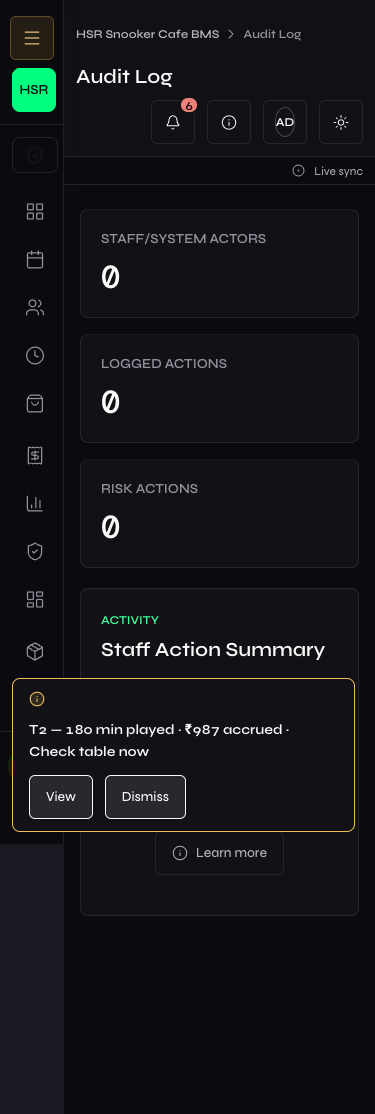 HSR Snooker Cafe BMS > Audit Log
HSR
Audit Log
6
AD
Live sync
STAFF/SYSTEM ACTORS
0
LOGGED ACTIONS
0
RISK ACTIONS
0
ACTIVITY
Staff Action Summary
T2 — 180 min played · ₹987 accrued ·
Check table now
View Dismiss
Learn more